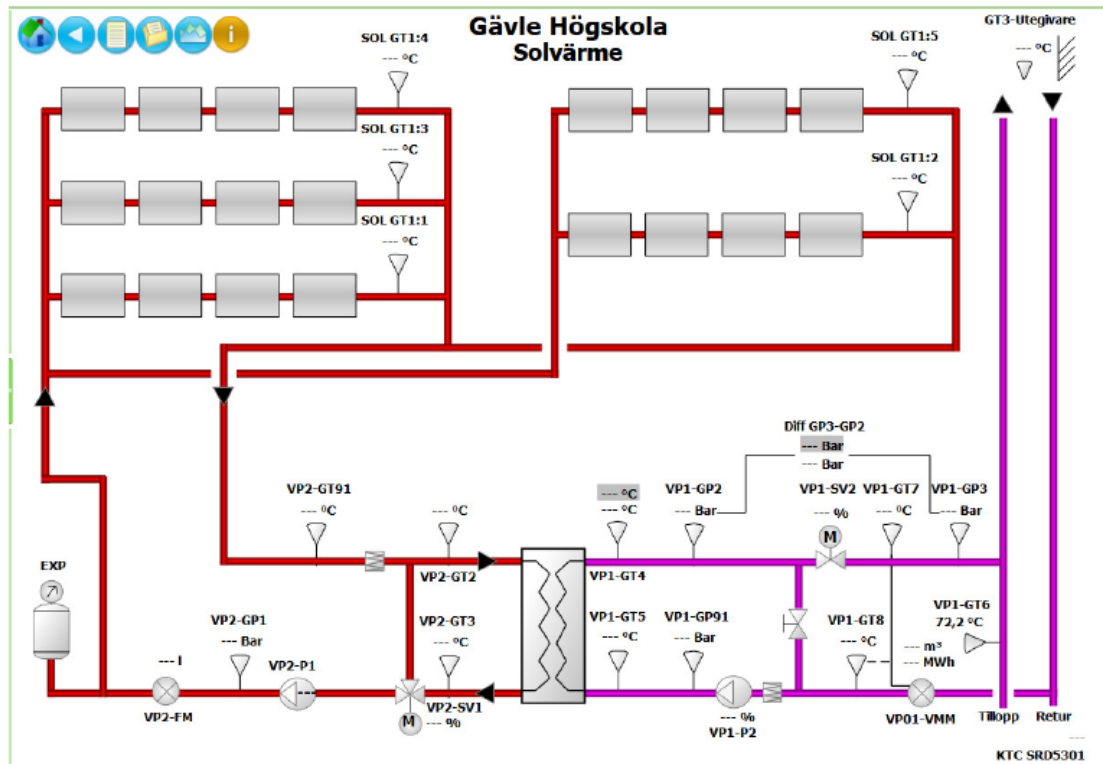 Gävle Högskola
Solvärme
GT3-Utegivare
--- °C
SOL GT1:4
--- °C
SOL GT1:5
--- °C
SOL GT1:3
--- °C
SOL GT1:2
--- °C
SOL GT1:1
--- °C
Diff GP3-GP2
--- Bar
--- Bar
VP2-GT91
--- °C
--- °C
VP2-GT2
--- °C
--- °C
VP1-GT4
VP1-GP2
--- Bar
VP1-SV2
--- %
M
VP1-GT7
--- °C
VP1-GP3
--- Bar
EXP
VP2-GP1
--- Bar
VP2-GT3
--- °C
VP1-GT5
--- °C
VP1-GP91
--- Bar
VP1-GT8
--- °C
VP1-GT6
72,2 °C
--- m³
--- MWh
--- l
VP2-FM
VP2-P1
VP2-SV1
M
--- %
--- %
VP1-P2
VP01-VMM
Tillopp
Retur
---
KTC SRD5301